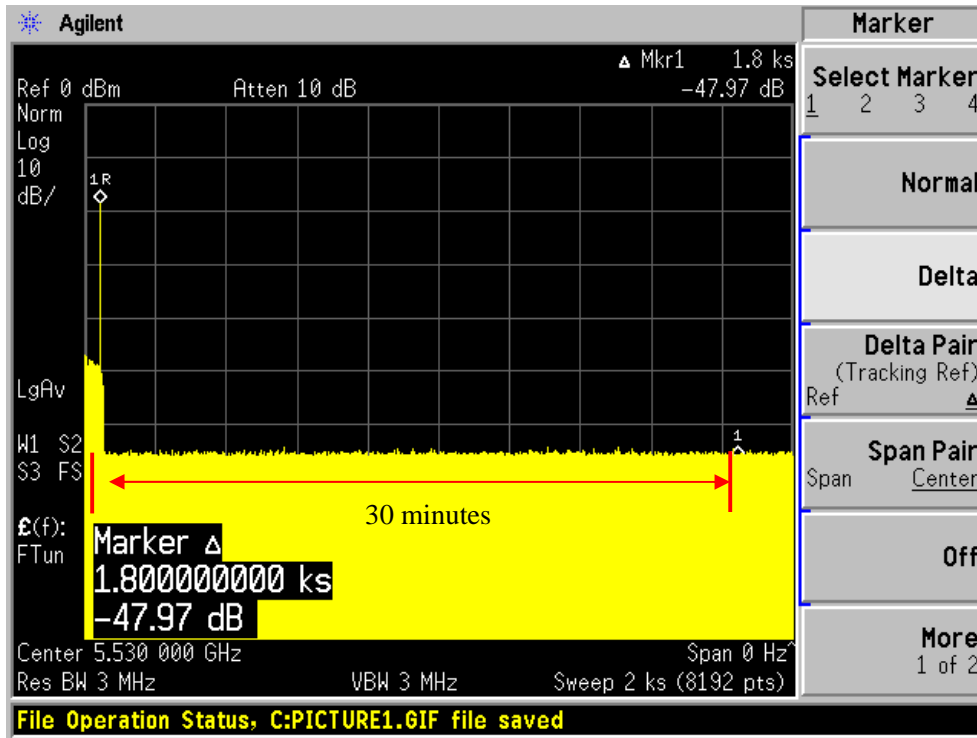 Agilent
Marker
Δ Mkr1 1.8 ks
Ref 0 dBm Atten 10 dB -47.97 dB
Norm
Log
10
dB/
1R
LgAv
W1 S2
S3 FS
£(f):
FTun
1
30 minutes
Marker Δ
1.800000000 ks
-47.97 dB
Center 5.530 000 GHz Span 0 Hz^
Res BW 3 MHz VBW 3 MHz Sweep 2 ks (8192 pts)
File Operation Status, C:PICTURE1.GIF file saved
Select Marker
1 2 3 4
Normal
Delta
Delta Pair
(Tracking Ref)
Ref Δ
Span Pair
Span Center
Off
More
1 of 2